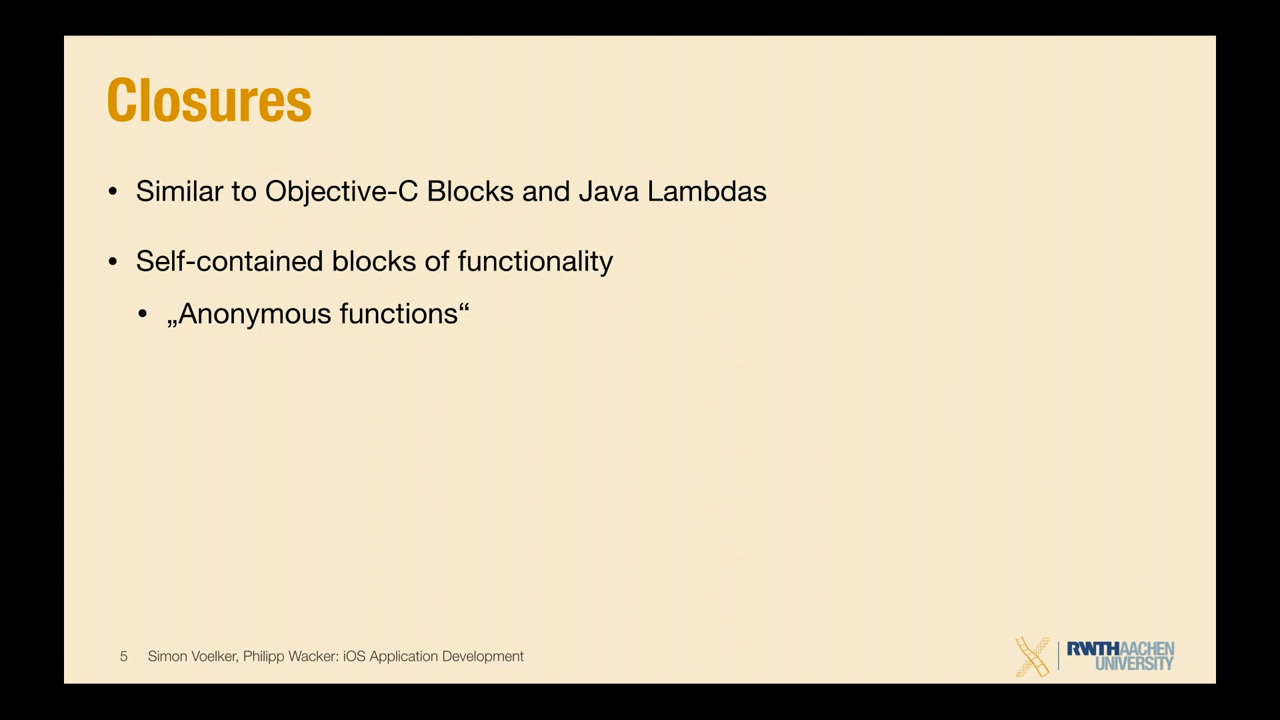 Closures
• Similar to Objective-C Blocks and Java Lambdas
• Self-contained blocks of functionality
• „Anonymous functions“
5 Simon Voelker, Philipp Wacker: iOS Application Development
RWTHAACHEN
UNIVERSITY